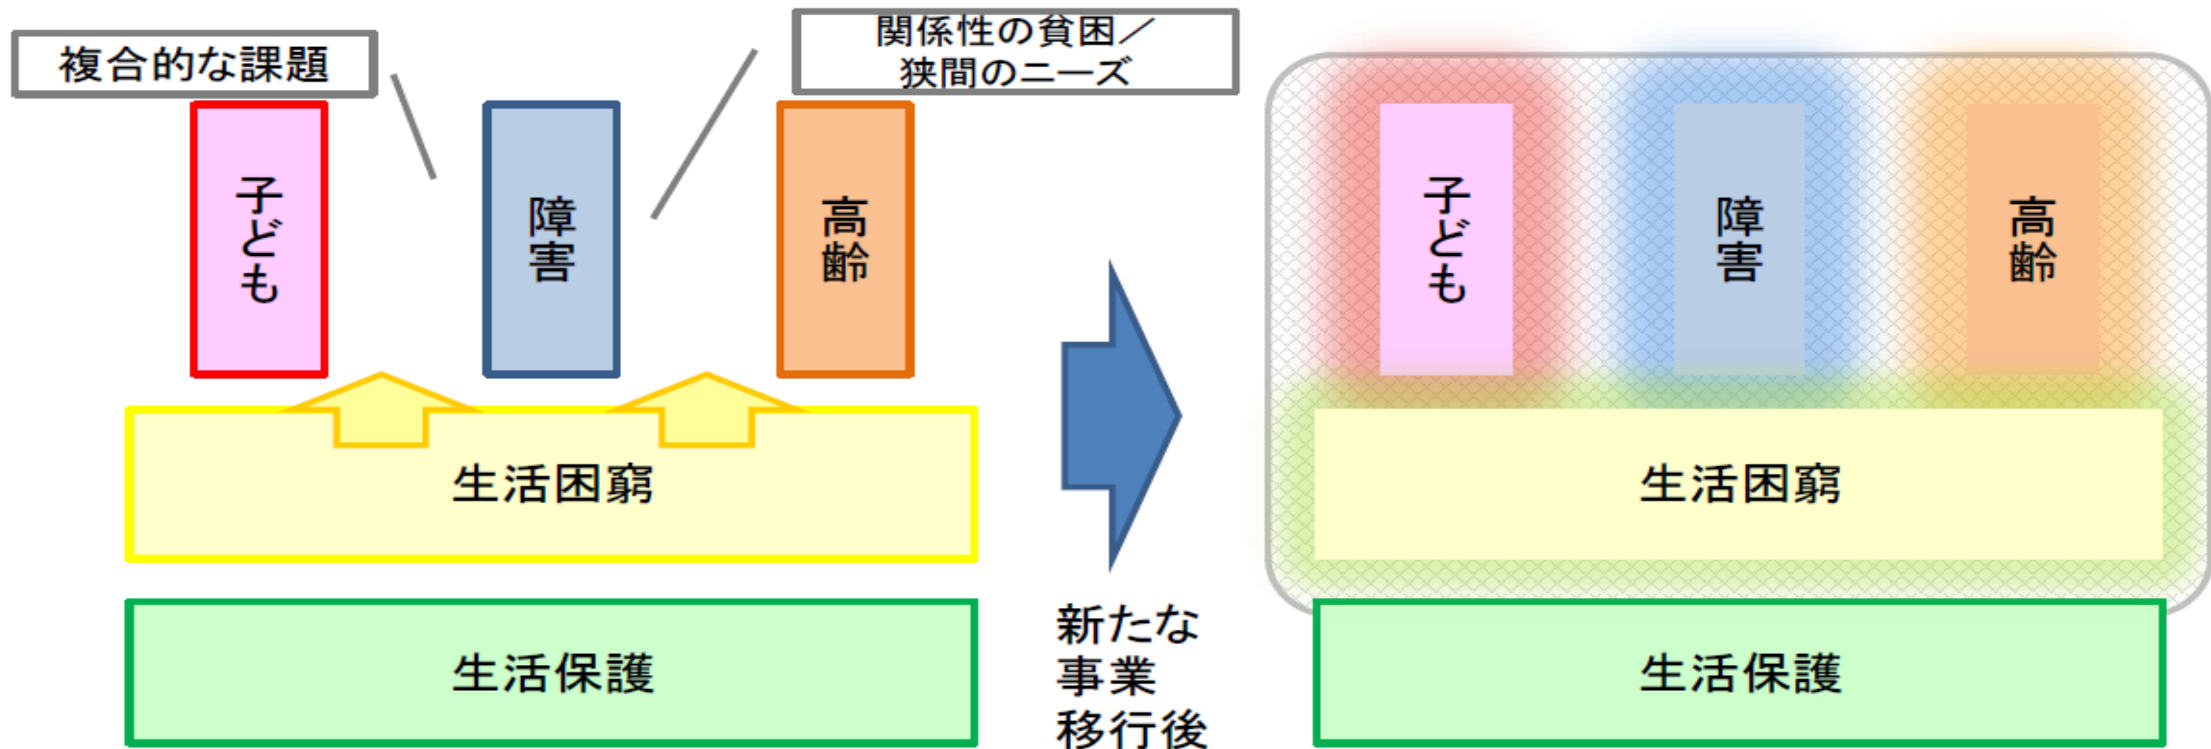 複合的な課題
関係性の貧困／
狭間のニーズ
子ども
障害
高齢
生活困窮
生活保護
新たな
事業
移行後
子ども
障害
高齢
生活困窮
生活保護